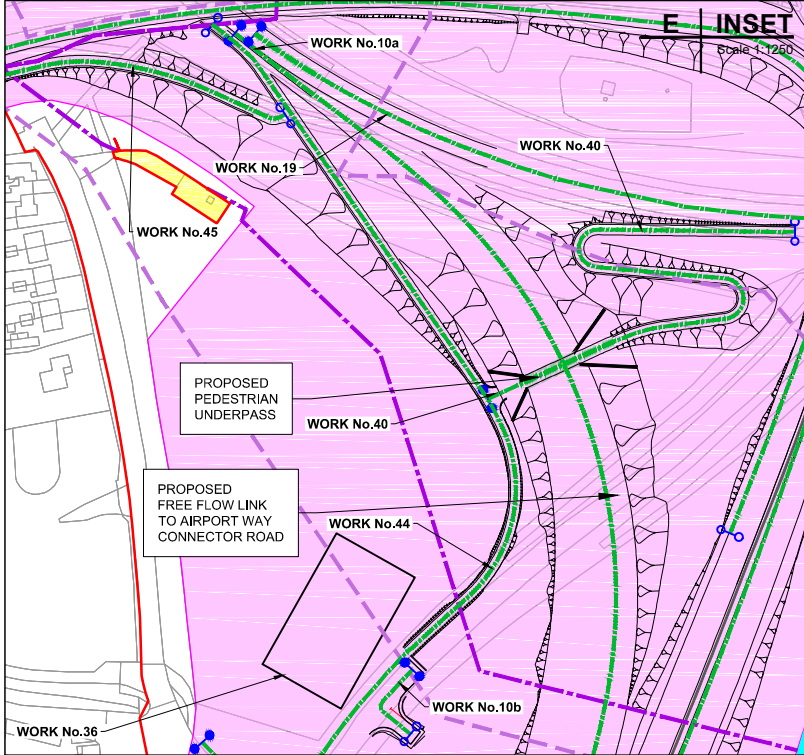 E INSET
Scale 1:1250
WORK No.10a
WORK No.40
WORK No.19
WORK No.45
PROPOSED
PEDESTRIAN
UNDERPASS
WORK No.40
PROPOSED
FREE FLOW LINK
TO AIRPORT WAY
CONNECTOR ROAD
WORK No.44
WORK No.10b
WORK No.36